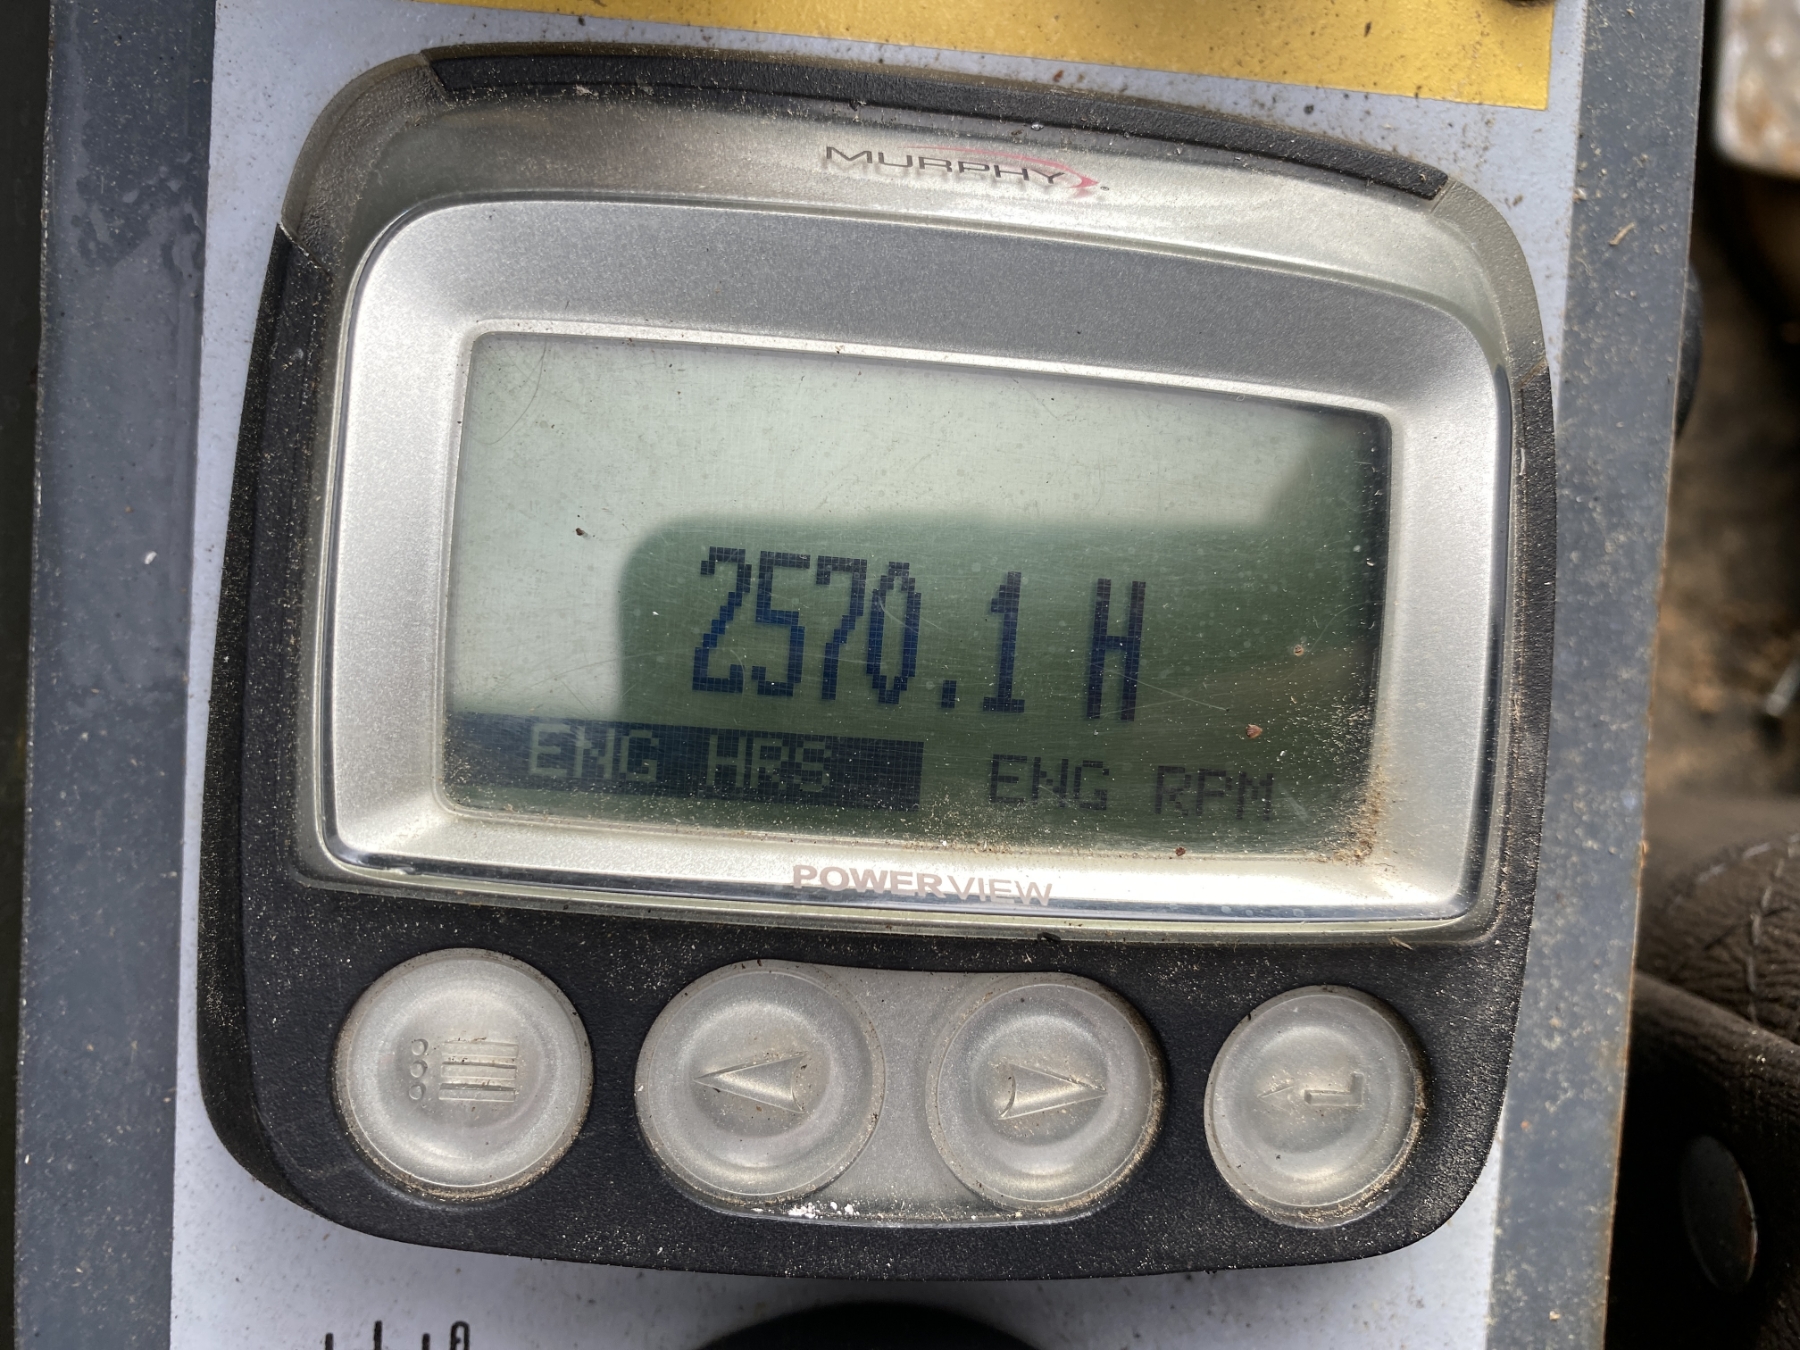 MURPHY
2570.1 H
ENG HRS ENG RPM
POWERVIEW